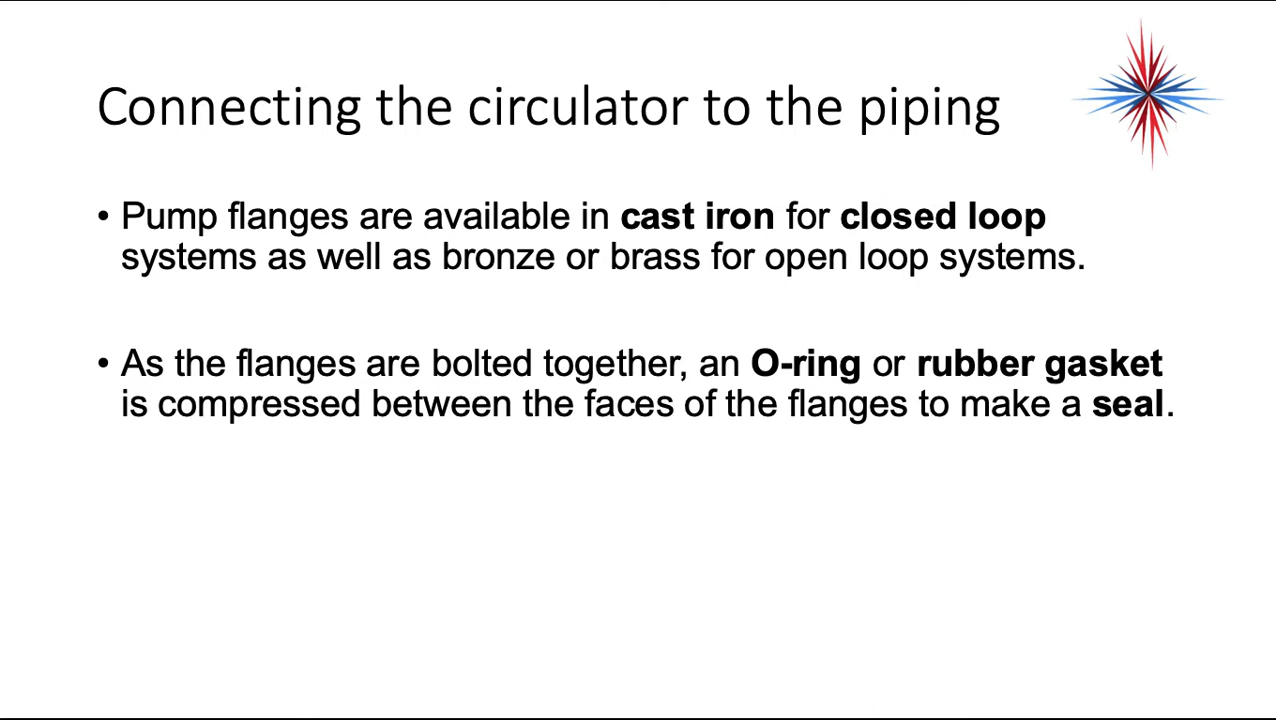 Connecting the circulator to the piping
• Pump flanges are available in cast iron for closed loop
systems as well as bronze or brass for open loop systems.
• As the flanges are bolted together, an O-ring or rubber gasket
is compressed between the faces of the flanges to make a seal.